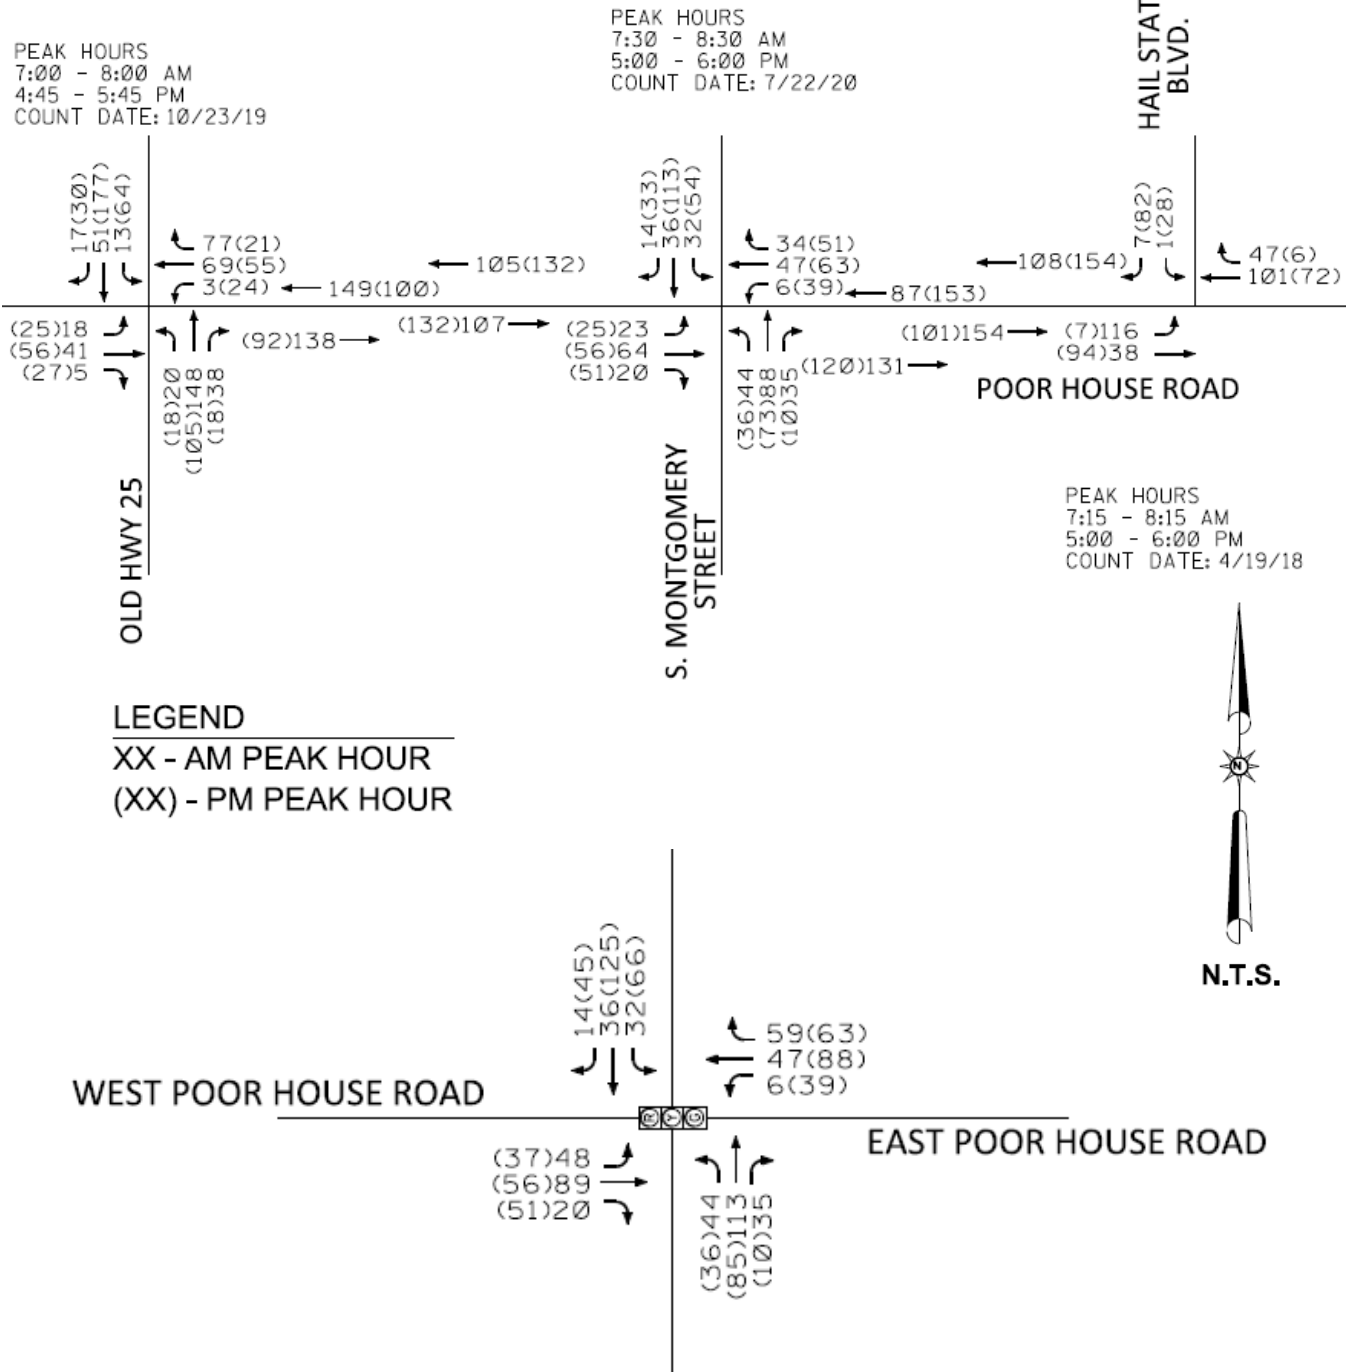 PEAK HOURS
7:00 - 8:00 AM
4:45 - 5:45 PM
COUNT DATE: 10/23/19
PEAK HOURS
7:30 - 8:30 AM
5:00 - 6:00 PM
COUNT DATE: 7/22/20
HAIL STAT
BLVD.
17(30)
51(177)
13(64)
77(21)
69(55)
3(24)
149(100)
105(132)
14(33)
36(113)
32(54)
34(51)
47(63)
6(39)
87(153)
108(154)
7(82)
1(28)
47(6)
101(72)
(25)18
(56)41
(27)5
(18)20
(105)148
(18)38
(92)138
(132)107
(25)23
(56)64
(51)20
(36)44
(73)88
(10)35
(120)131
(101)154
(7)116
(94)38
POOR HOUSE ROAD
OLD HWY 25
S. MONTGOMERY
STREET
PEAK HOURS
7:15 - 8:15 AM
5:00 - 6:00 PM
COUNT DATE: 4/19/18
LEGEND
XX - AM PEAK HOUR
(XX) - PM PEAK HOUR
N
N.T.S.
14(45)
36(125)
32(66)
59(63)
47(88)
6(39)
WEST POOR HOUSE ROAD
R Y G
EAST POOR HOUSE ROAD
(37)48
(56)89
(51)20
(36)44
(85)113
(10)35